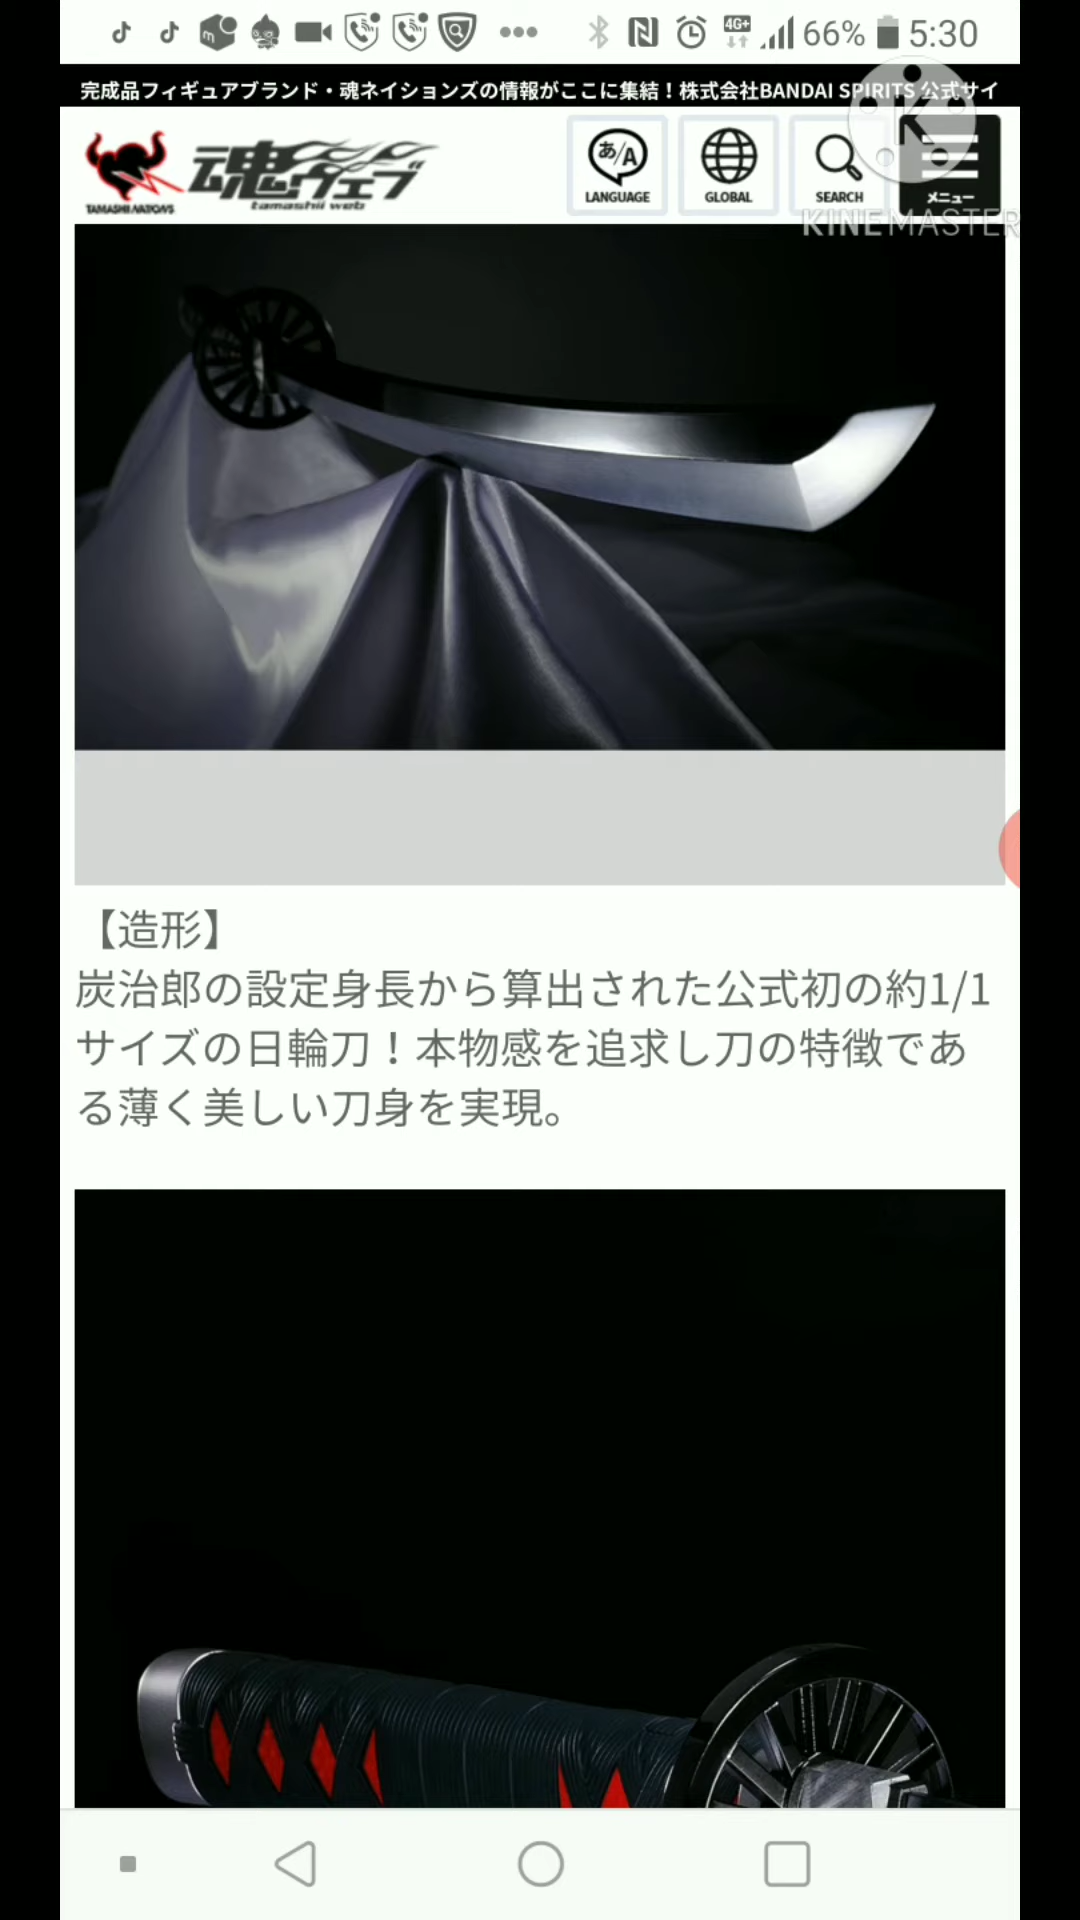 4G+
66%
5:30
完成品フィギュアブランド・魂ネイションズの情報がここに集結！株式会社BANDAI SPIRITS 公式サイ
TAMASHII NATIONS
魂ウェブ
tamashii web
あ/A
LANGUAGE
GLOBAL
SEARCH
メニュー
KINEMASTER
【造形】
炭治郎の設定身長から算出された公式初の約1/1
サイズの日輪刀！本物感を追求し刀の特徴であ
る薄く美しい刀身を実現。